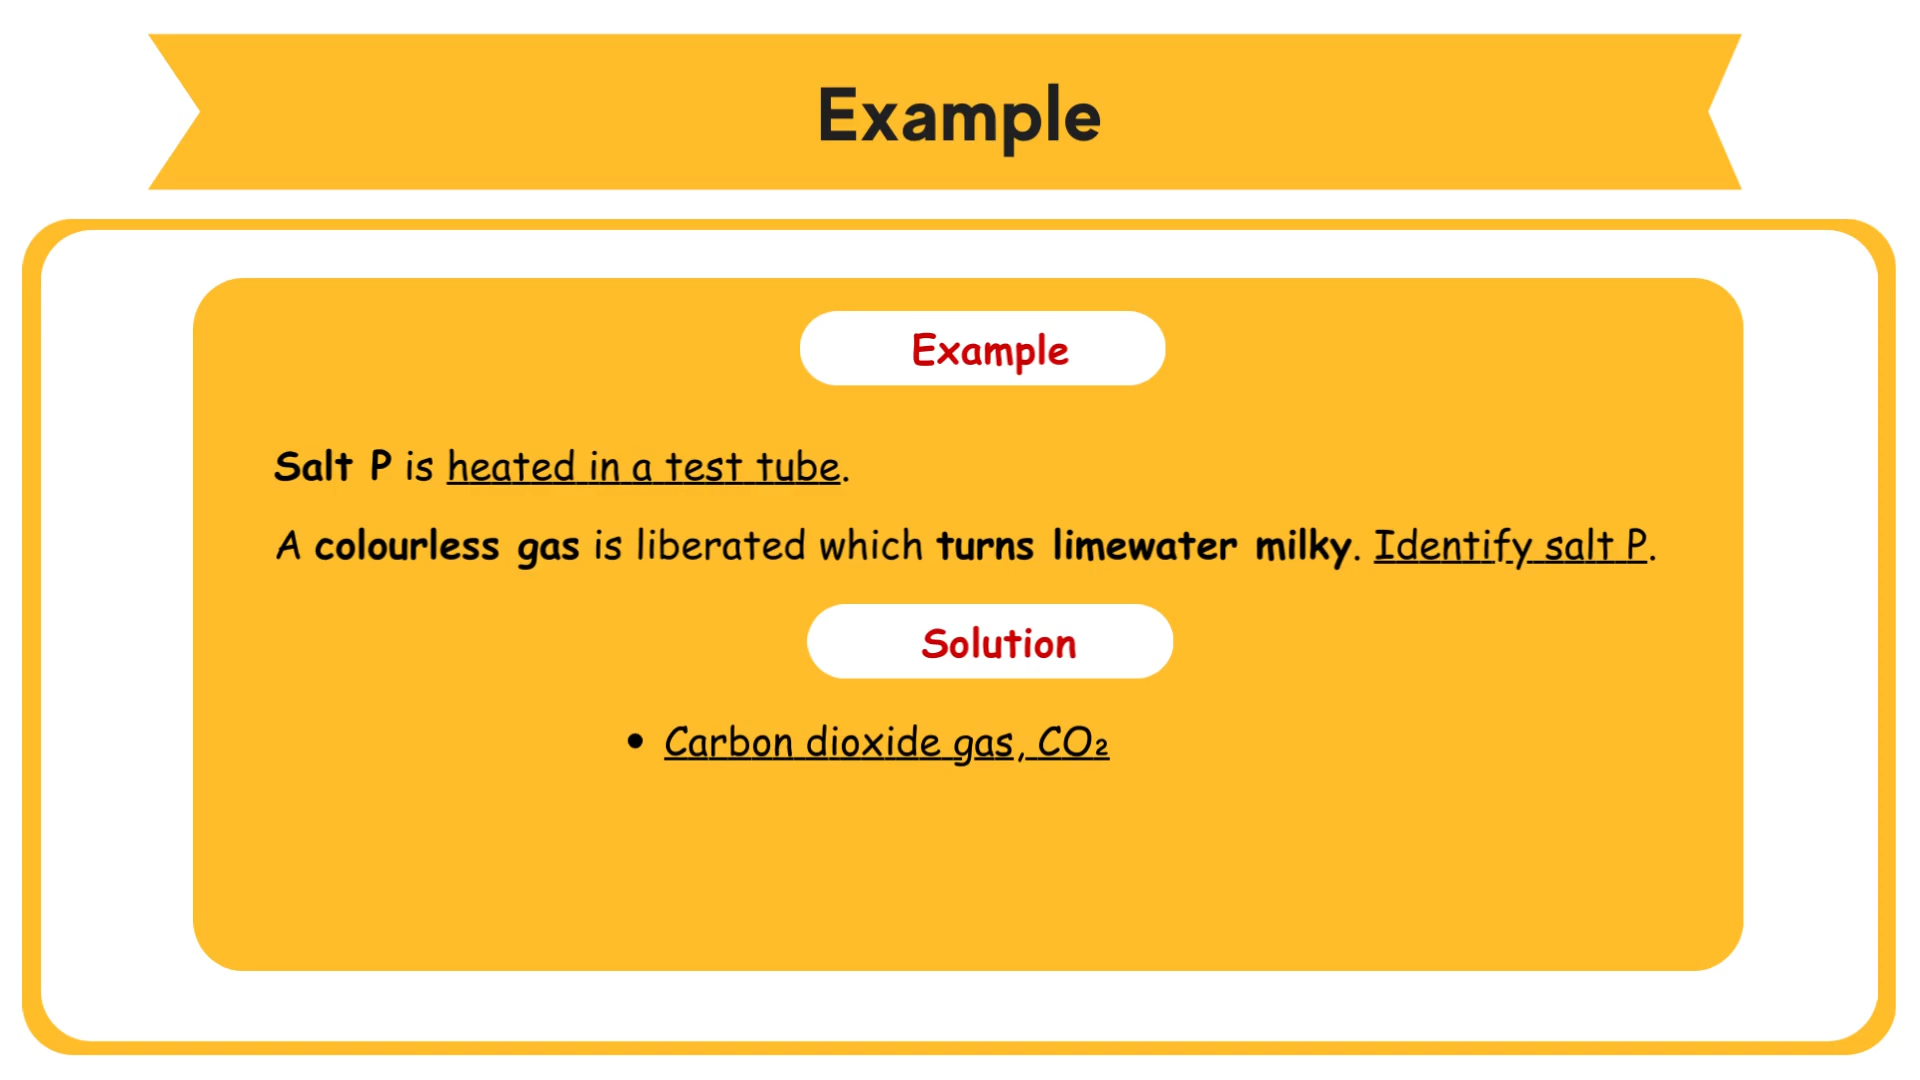 Example
Example
Salt P is heated in a test tube.
A colourless gas is liberated which turns limewater milky. Identify salt P.
Solution
• Carbon dioxide gas, CO₂